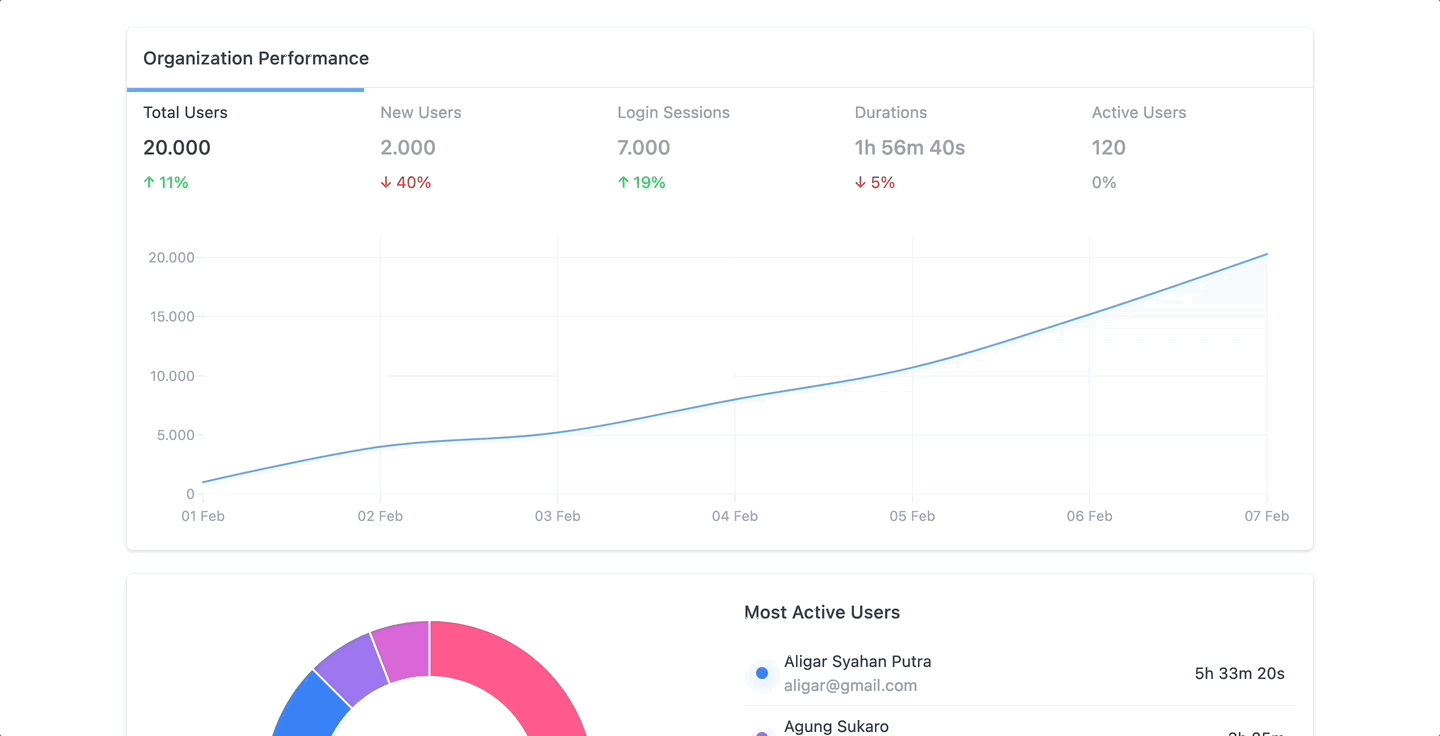 Organization Performance
Total Users New Users Login Sessions Durations Active Users
20.000 2.000 7.000 1h 56m 40s 120
↑ 11% ↓ 40% ↑ 19% ↓ 5% 0%
20.000
15.000
10.000
5.000
0
01 Feb 02 Feb 03 Feb 04 Feb 05 Feb 06 Feb 07 Feb
Most Active Users
Aligar Syahan Putra
5h 33m 20s
aligar@gmail.com
Agung Sukaro